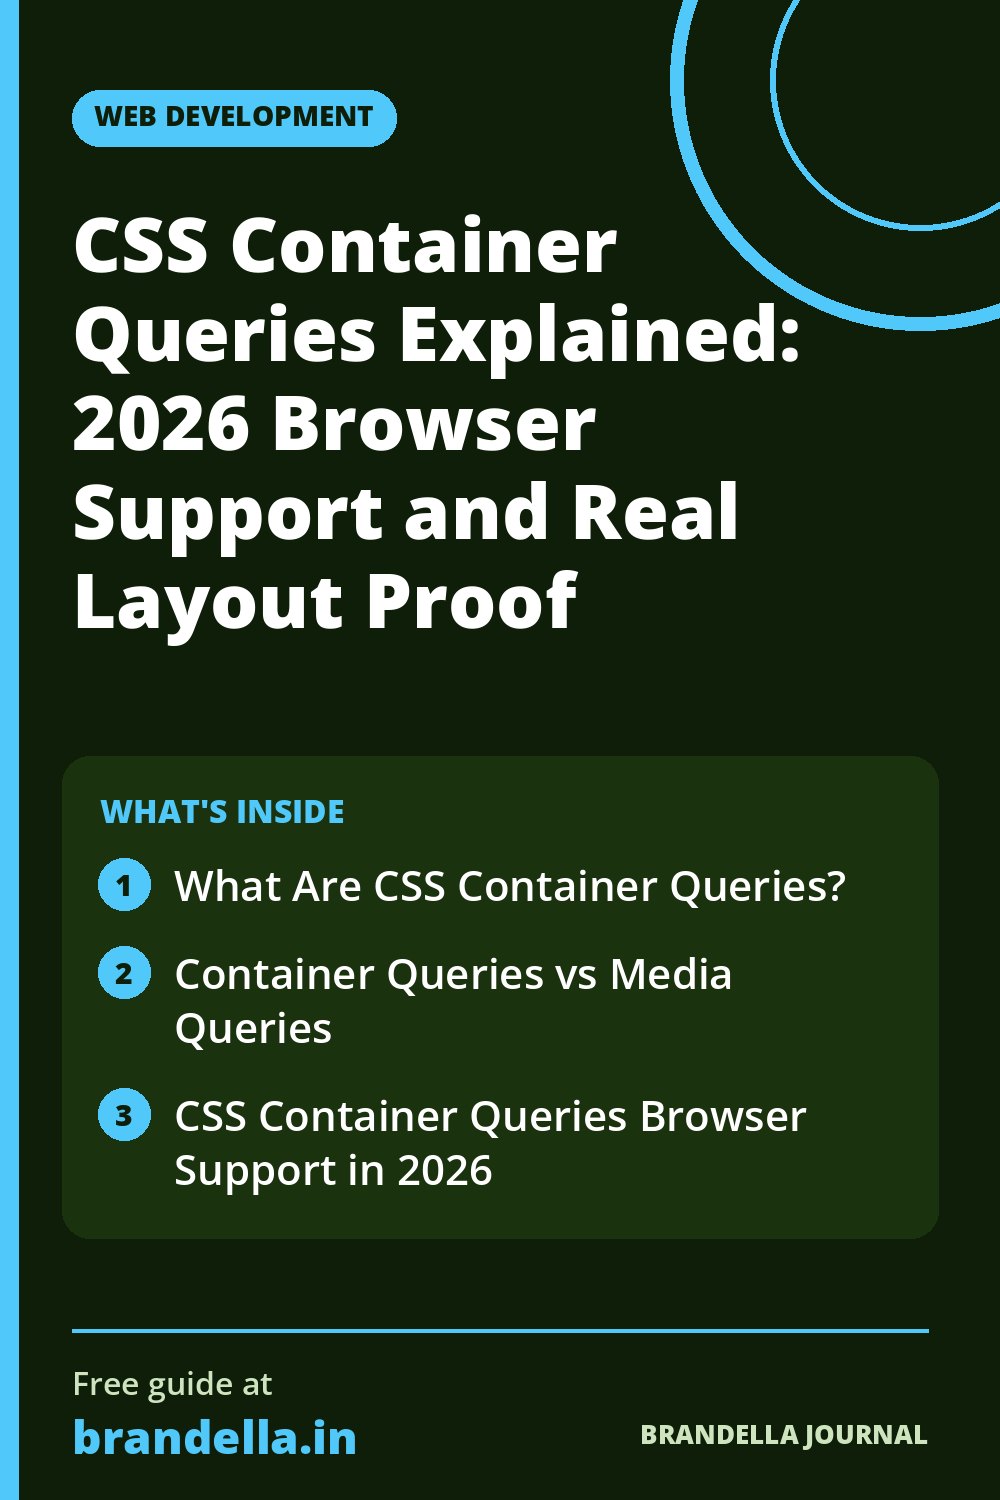 WEB DEVELOPMENT
CSS Container
Queries Explained:
2026 Browser
Support and Real
Layout Proof
WHAT'S INSIDE
1 What Are CSS Container Queries?
2 Container Queries vs Media
Queries
3 CSS Container Queries Browser
Support in 2026
Free guide at
brandella.in
BRANDELLA JOURNAL